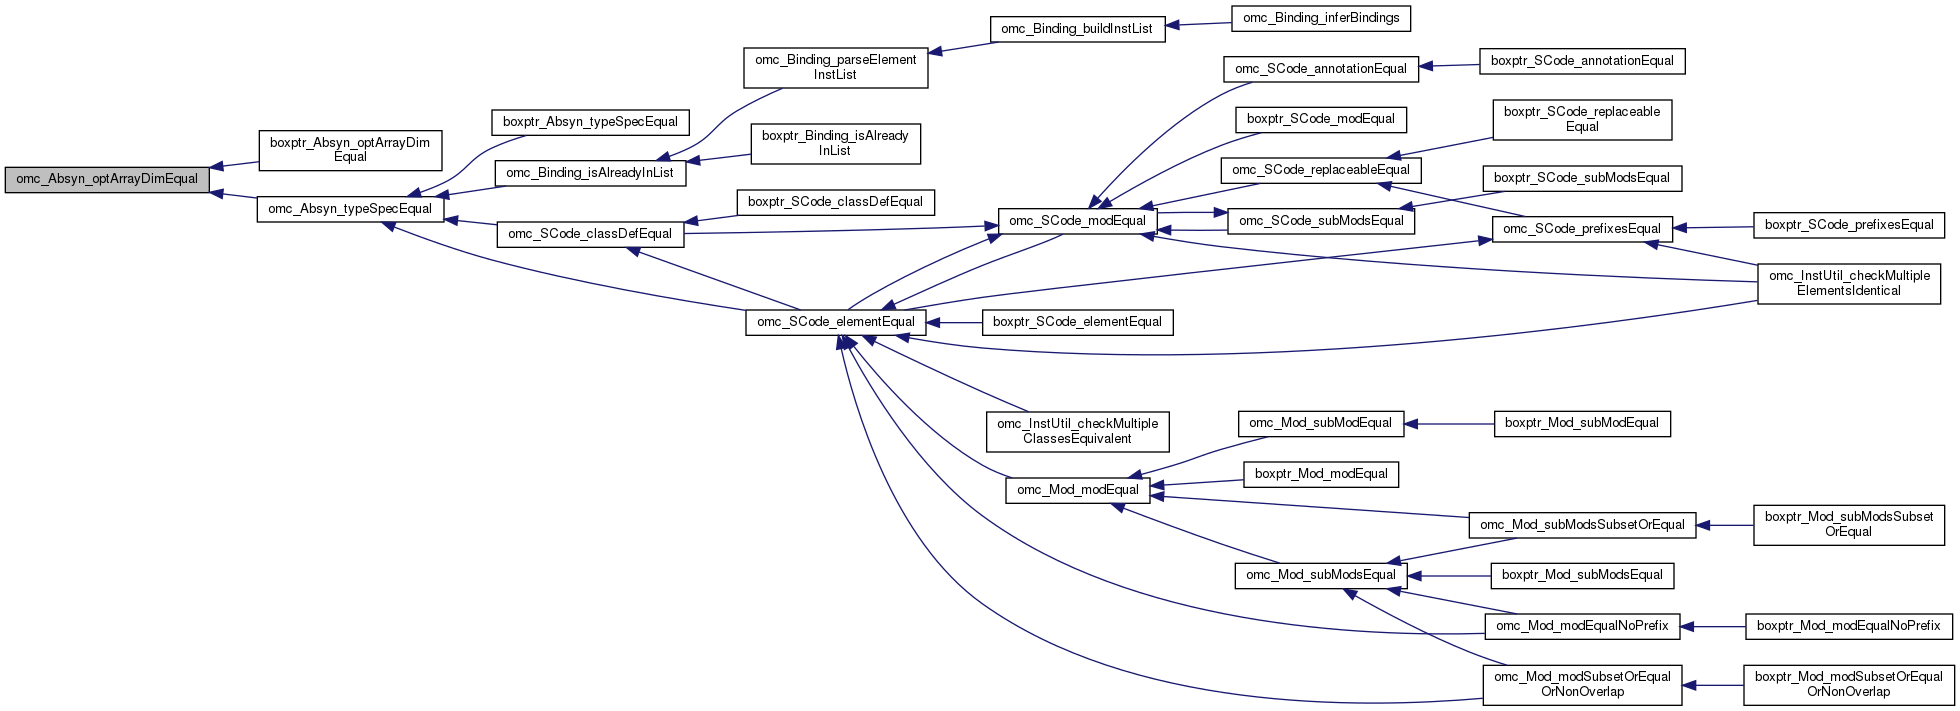 omc_Absyn_optArrayDimEqual
boxptr_Absyn_optArrayDim
Equal
omc_Absyn_typeSpecEqual
boxptr_Absyn_typeSpecEqual
omc_Binding_isAlreadyInList
omc_SCode_classDefEqual
omc_Binding_parseElement
InstList
boxptr_Binding_isAlready
InList
boxptr_SCode_classDefEqual
omc_SCode_elementEqual
omc_Binding_buildInstList
omc_SCode_modEqual
boxptr_SCode_elementEqual
omc_InstUtil_checkMultiple
ClassesEquivalent
omc_Mod_modEqual
omc_Binding_inferBindings
omc_SCode_annotationEqual
boxptr_SCode_modEqual
omc_SCode_replaceableEqual
omc_SCode_subModsEqual
omc_Mod_subModEqual
boxptr_Mod_modEqual
omc_Mod_subModsEqual
boxptr_SCode_annotationEqual
boxptr_SCode_replaceable
Equal
boxptr_SCode_subModsEqual
omc_SCode_prefixesEqual
boxptr_Mod_subModEqual
omc_Mod_subModsSubsetOrEqual
boxptr_Mod_subModsEqual
omc_Mod_modEqualNoPrefix
omc_Mod_modSubsetOrEqual
OrNonOverlap
boxptr_SCode_prefixesEqual
omc_InstUtil_checkMultiple
ElementsIdentical
boxptr_Mod_subModsSubset
OrEqual
boxptr_Mod_modEqualNoPrefix
boxptr_Mod_modSubsetOrEqual
OrNonOverlap